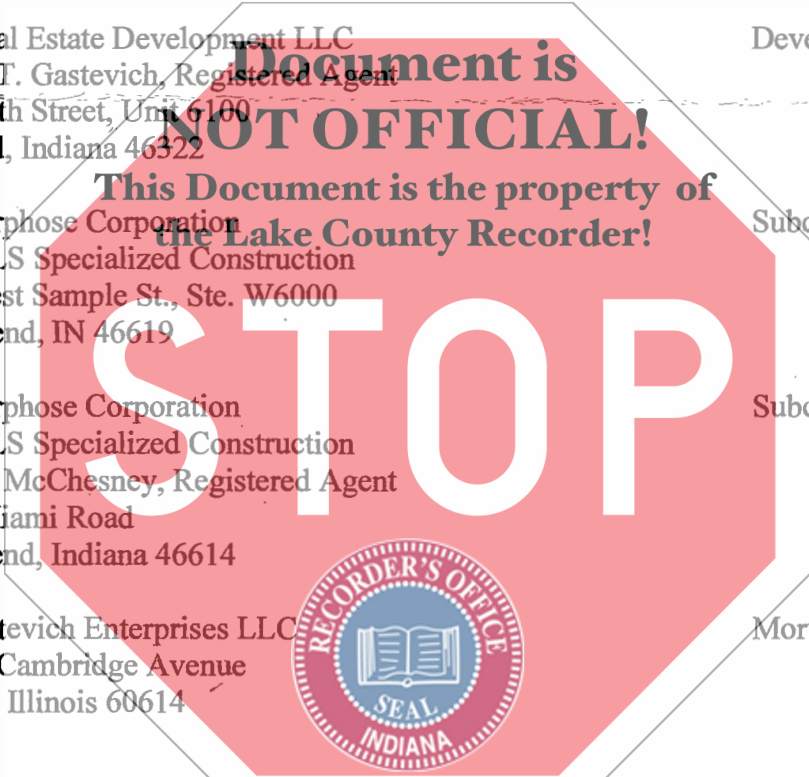 al Estate Development LLC
Deve
T. Gastevich, Registered Agent
th Street, Unit 6100
, Indiana 46322
Document is
NOT OFFICIAL!
This Document is the property of
the Lake County Recorder!
phose Corporation
Subc
LS Specialized Construction
est Sample St., Ste. W6000
end, IN 46619
STOP
phose Corporation
Subc
LS Specialized Construction
McChesney, Registered Agent
iami Road
end, Indiana 46614
tevich Enterprises LLC
Mor
Cambridge Avenue
Illinois 60614
RECORDER'S OFFICE
SEAL
INDIANA